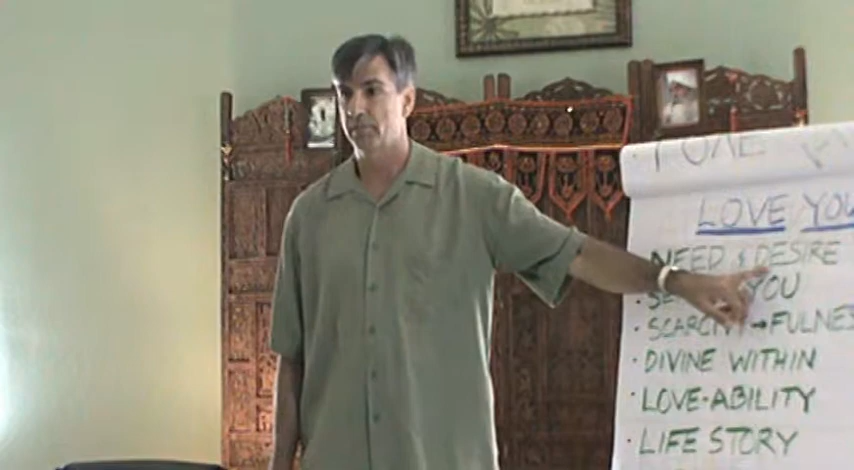 LOVE YOU
NEED & DESIRE
YOU
SCARCITY → FULNES
DIVINE WITHIN
LOVE-ABILITY
LIFE STORY